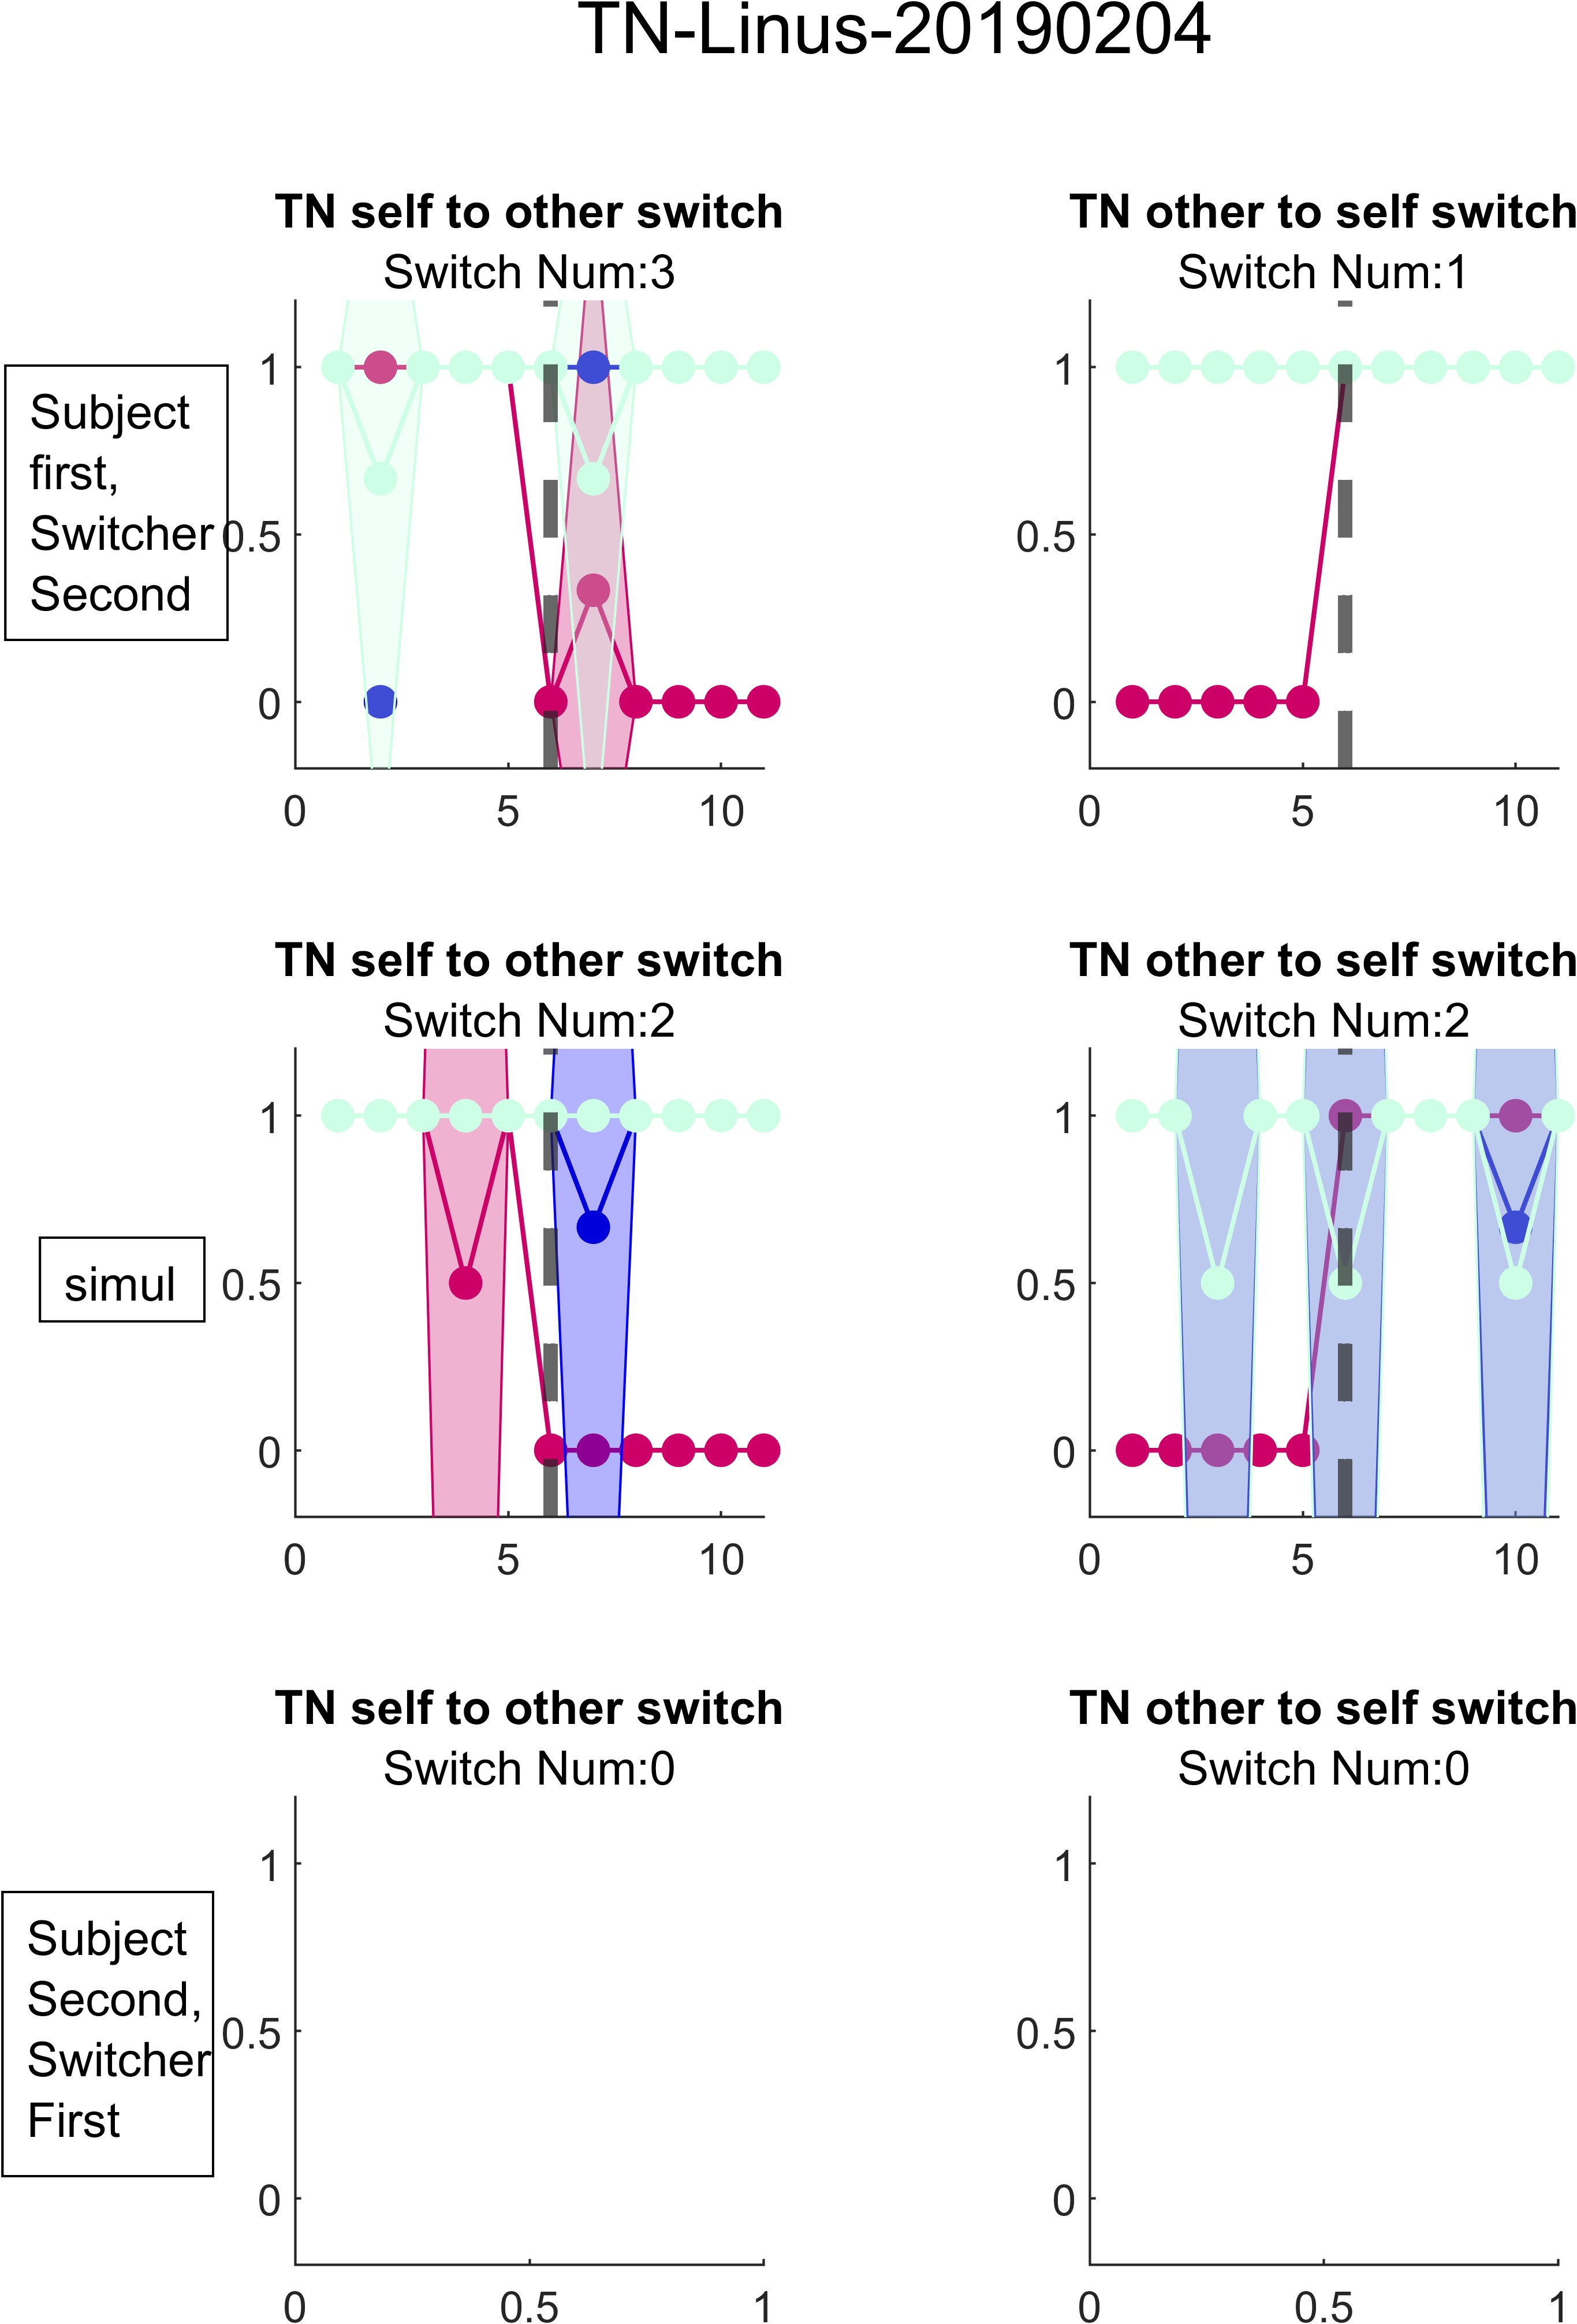 TN-Linus-20190204
TN self to other switch
Switch Num:3
TN other to self switch
Switch Num:1
Subject
first,
Switcher
Second
1
0.5
0
0 5 10
1
0.5
0
0 5 10
TN self to other switch
Switch Num:2
TN other to self switch
Switch Num:2
simul
1
0.5
0
0 5 10
1
0.5
0
0 5 10
TN self to other switch
Switch Num:0
TN other to self switch
Switch Num:0
Subject
Second,
Switcher
First
1
0.5
0
0 0.5 1
1
0.5
0
0 0.5 1